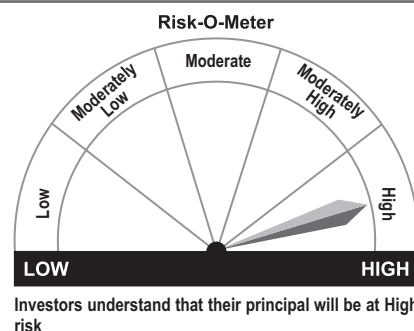 Risk-O-Meter
Moderate
Moderately
Low
Moderately
High
Low
High
LOW HIGH
Investors understand that their principal will be at High
risk